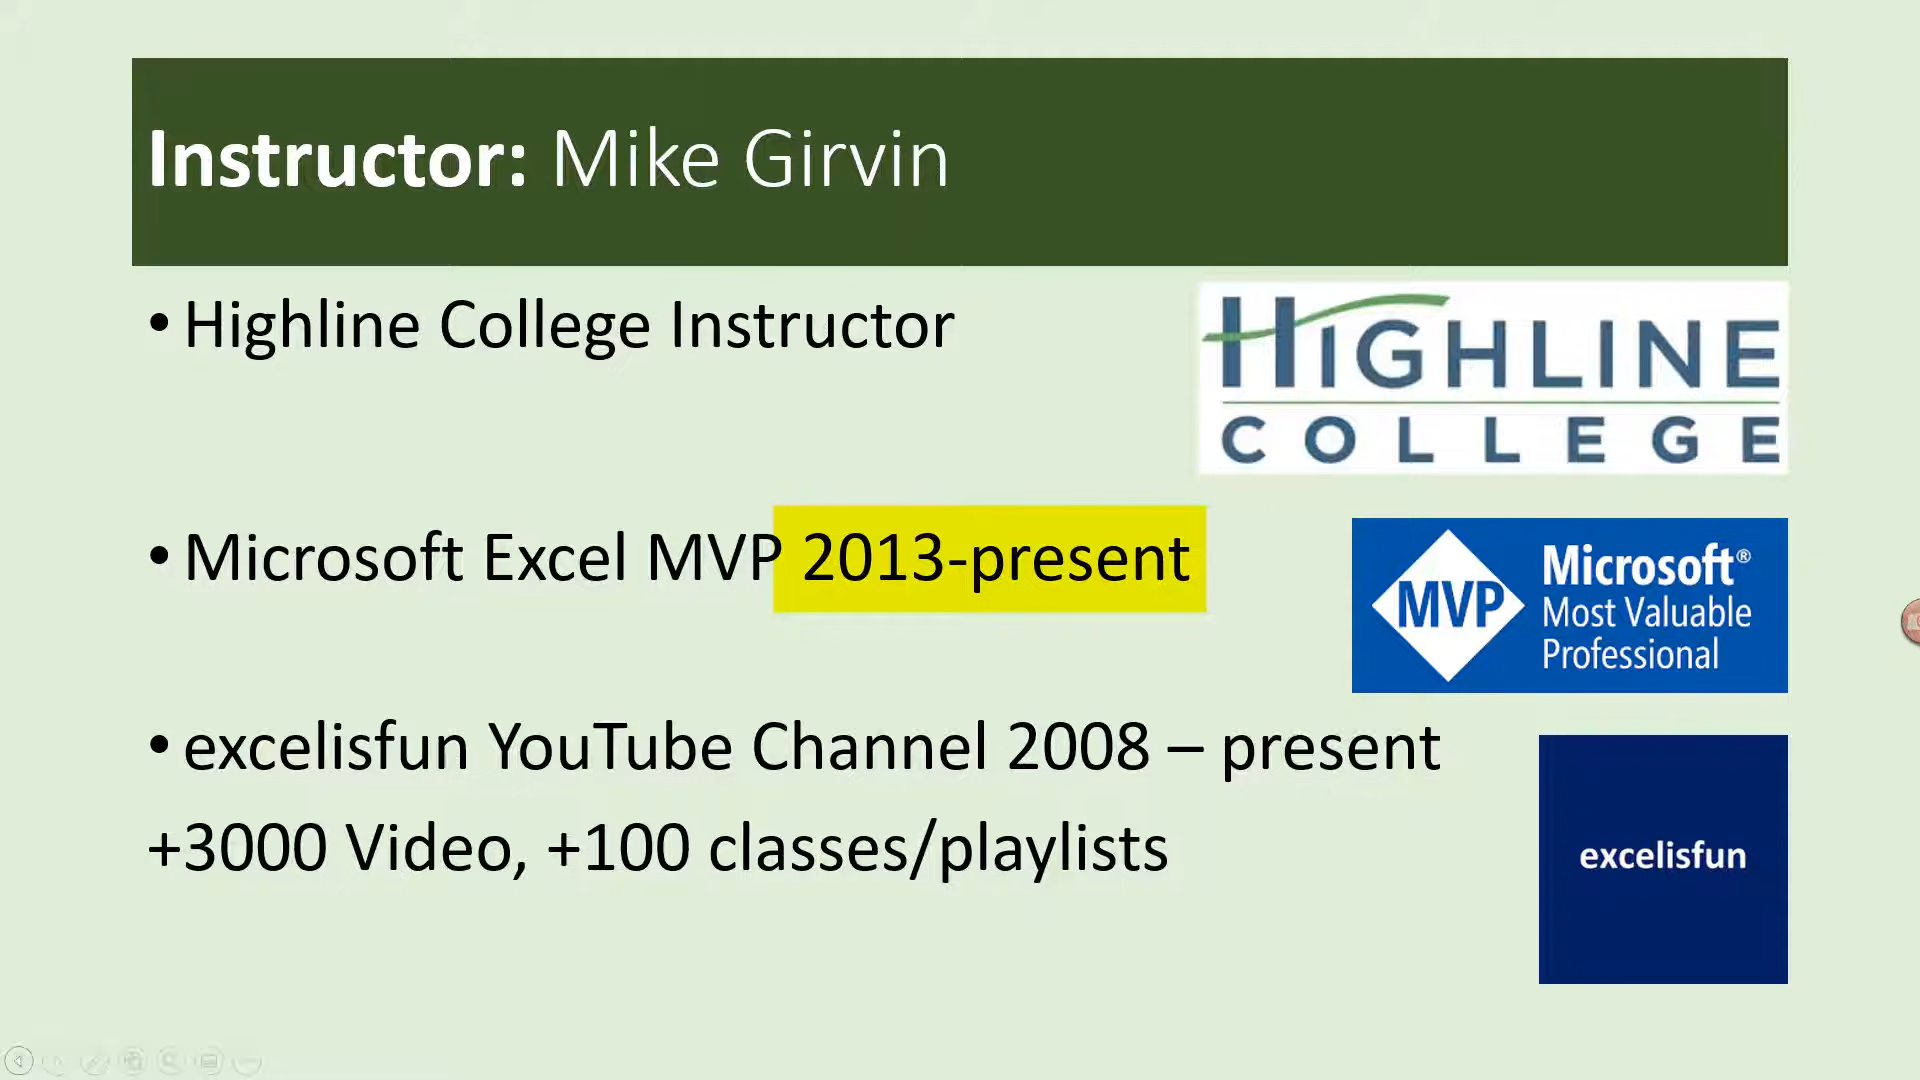 Instructor: Mike Girvin
• Highline College Instructor
HIGHLINE
COLLEGE
• Microsoft Excel MVP 2013-present
MVP
Microsoft®
Most Valuable
Professional
• excelisfun YouTube Channel 2008 – present
+3000 Video, +100 classes/playlists
excelisfun